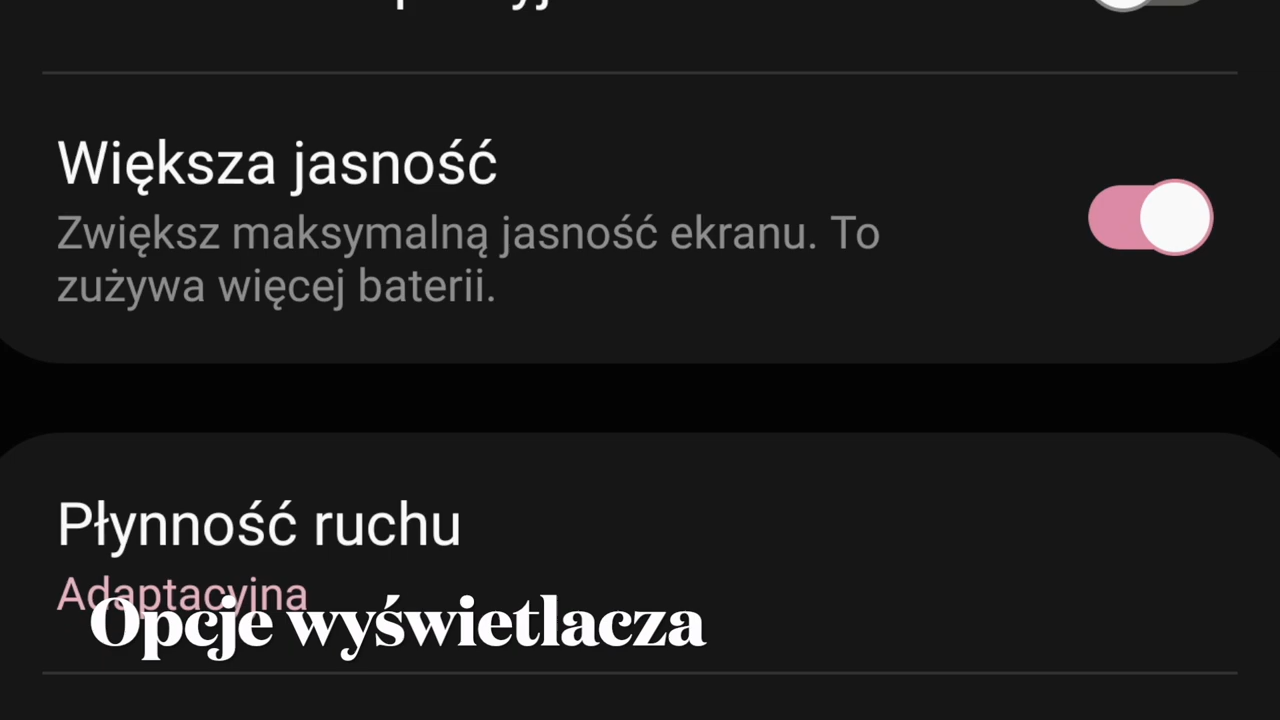 Większa jasność
Zwiększ maksymalną jasność ekranu. To
zużywa więcej baterii.
Płynność ruchu
Adaptacyjna
Opcje wyświetlacza